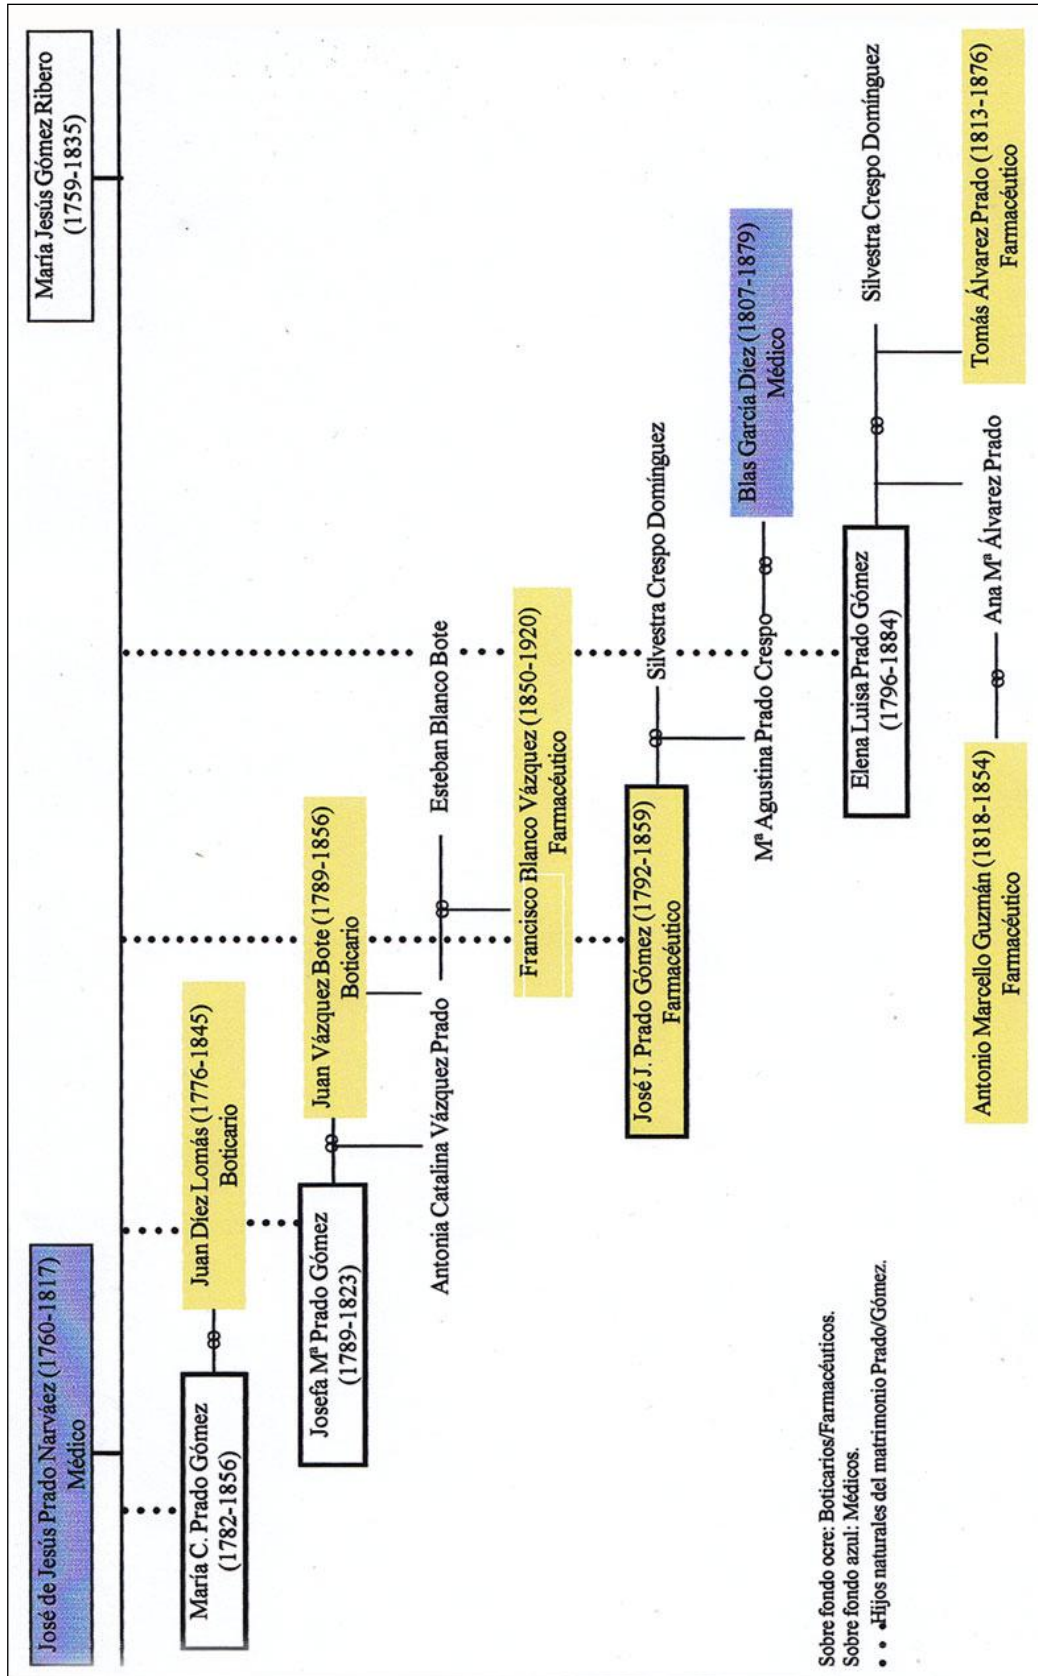 José de Jesús Prado Narváez (1760-1817)
Médico
María Jesús Gómez Ribero
(1759-1835)
María C. Prado Gómez
(1782-1856)
Juan Díez Lomás (1776-1845)
Boticario
Josefa Mª Prado Gómez
(1789-1823)
Juan Vázquez Bote (1789-1856)
Boticario
Antonia Catalina Vázquez Prado
Esteban Blanco Bote
Francisco Blanco Vázquez (1850-1920)
Farmacéutico
José J. Prado Gómez (1792-1859)
Farmacéutico
Silvestra Crespo Domínguez
Mª Agustina Prado Crespo
Blas García Díez (1807-1879)
Médico
Elena Luisa Prado Gómez
(1796-1884)
Silvestra Crespo Domínguez
Antonio Marcello Guzmán (1818-1854)
Farmacéutico
Ana Mª Álvarez Prado
Tomás Álvarez Prado (1813-1876)
Farmacéutico
Sobre fondo ocre: Boticarios/Farmacéuticos.
Sobre fondo azul: Médicos.
• • •Hijos naturales del matrimonio Prado/Gómez.